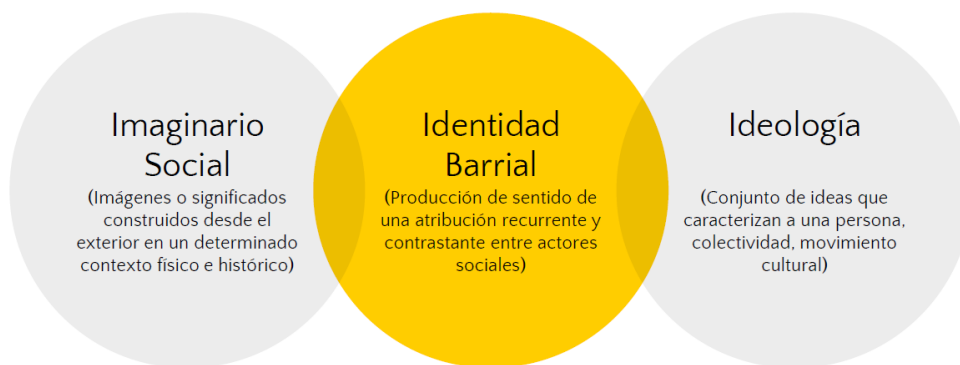 Imaginario
Social
(Imágenes o significados
construidos desde el
exterior en un determinado
contexto físico e histórico)
Identidad
Barrial
(Producción de sentido de
una atribución recurrente y
contrastante entre actores
sociales)
Ideología
(Conjunto de ideas que
caracterizan a una persona,
colectividad, movimiento
cultural)